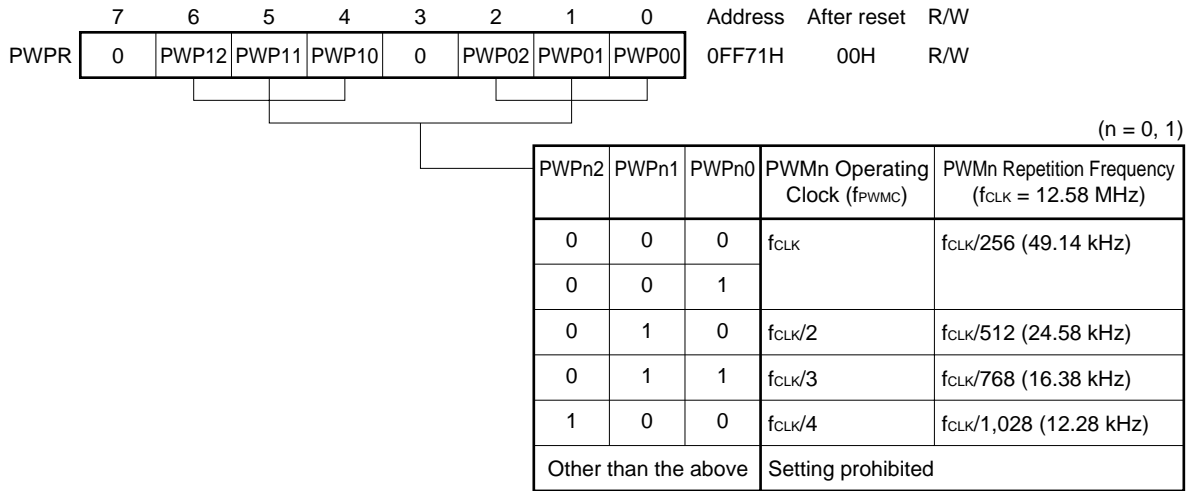 7 6 5 4 3 2 1 0 Address After reset R/W
PWPR 0 PWP12 PWP11 PWP10 0 PWP02 PWP01 PWP00 0FF71H 00H R/W
(n = 0, 1)
PWPn2 PWPn1 PWPn0 PWMn Operating PWMn Repetition Frequency
Clock (fPWMC) (fCLK = 12.58 MHz)
0 0 0 fCLK fCLK/256 (49.14 kHz)
0 0 1
0 1 0 fCLK/2 fCLK/512 (24.58 kHz)
0 1 1 fCLK/3 fCLK/768 (16.38 kHz)
1 0 0 fCLK/4 fCLK/1,028 (12.28 kHz)
Other than the above Setting prohibited